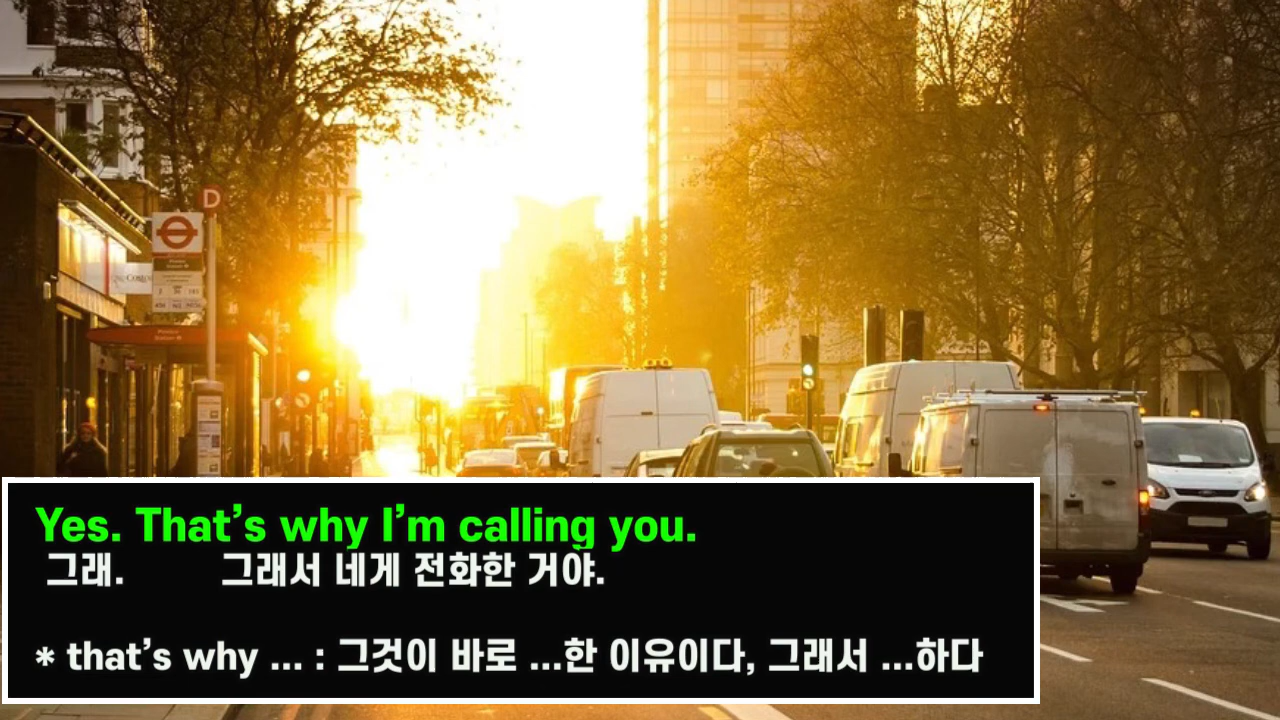 D
Yes. That's why I'm calling you.
그래. 그래서 네게 전화한 거야.
* that's why ... : 그것이 바로 ...한 이유이다, 그래서 ...하다